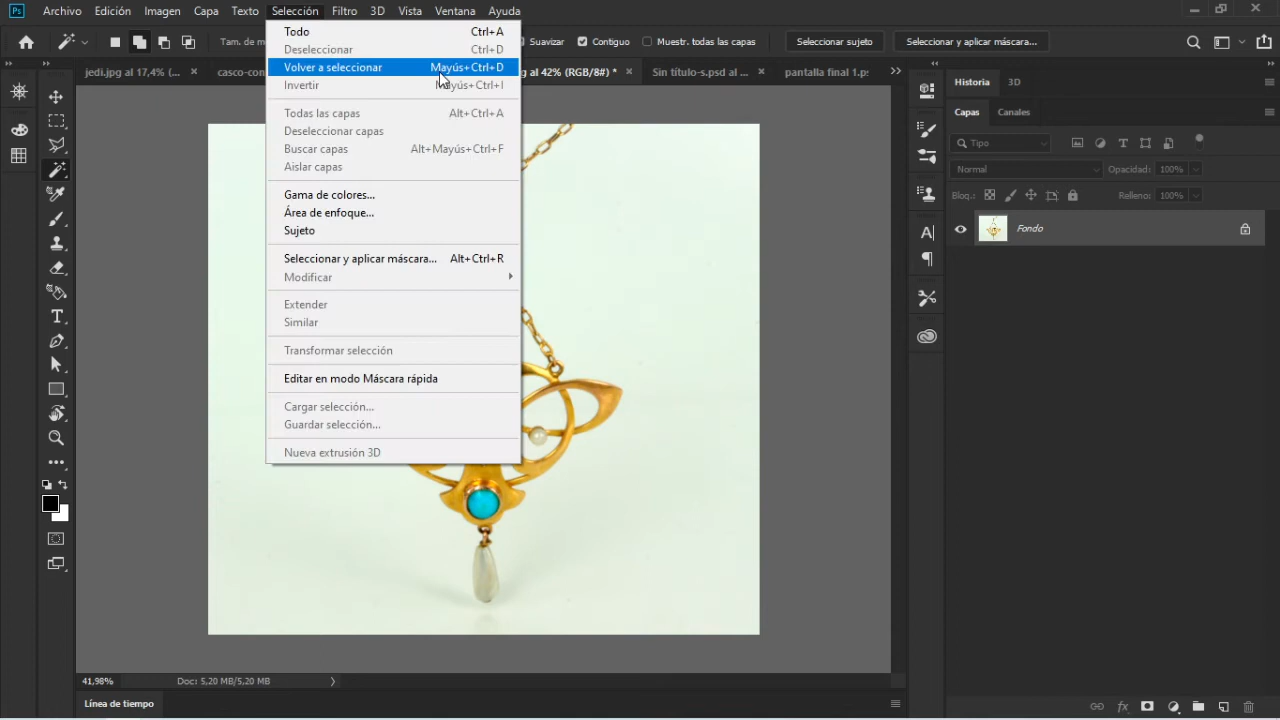 Ps Archivo Edición Imagen Capa Texto Selección Filtro 3D Vista Ventana Ayuda
Tam. de m Suavizar Contiguo Muestr. todas las capas Seleccionar sujeto Seleccionar y aplicar máscara...
jedi.jpg al 17,4% (... × casco-con g al 42% (RGB/8#) * × Sin título-s.psd al ... × pantalla final 1.p:
Todo Ctrl+A
Deseleccionar Ctrl+D
Volver a seleccionar Mayús+Ctrl+D
Invertir Mayús+Ctrl+I
Todas las capas Alt+Ctrl+A
Deseleccionar capas
Buscar capas Alt+Mayús+Ctrl+F
Aislar capas
Gama de colores...
Área de enfoque...
Sujeto
Seleccionar y aplicar máscara... Alt+Ctrl+R
Modificar
Extender
Similar
Transformar selección
Editar en modo Máscara rápida
Cargar selección...
Guardar selección...
Nueva extrusión 3D
Historia 3D
Capas Canales
Tipo
Normal Opacidad: 100%
Bloq.: Relleno: 100%
Fondo
41,98% Doc: 5,20 MB/5,20 MB
Línea de tiempo